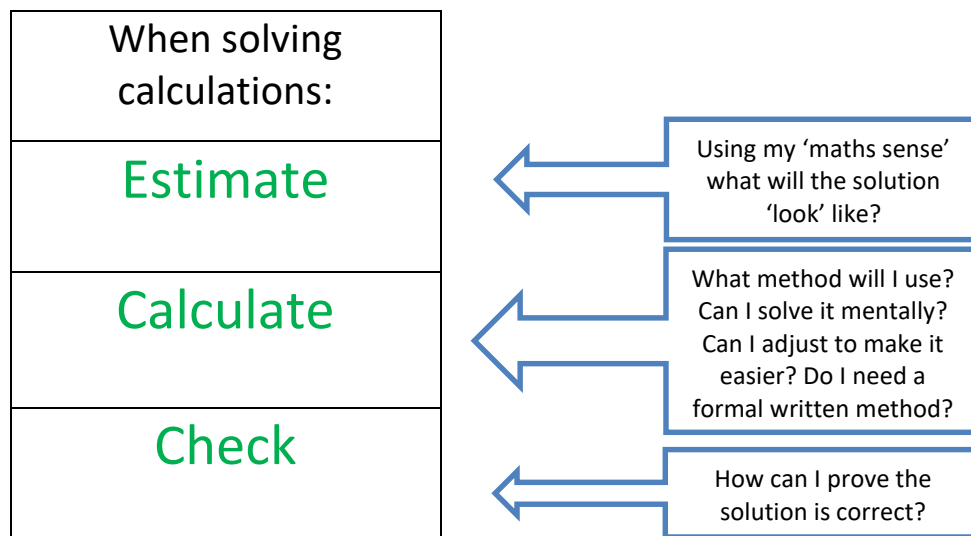 When solving
calculations:
Estimate
Using my ‘maths sense’
what will the solution
‘look’ like?
Calculate
What method will I use?
Can I solve it mentally?
Can I adjust to make it
easier? Do I need a
formal written method?
Check
How can I prove the
solution is correct?